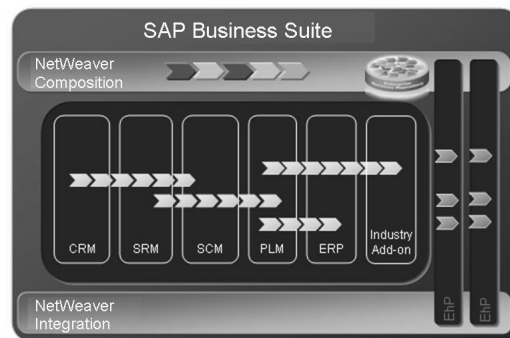 SAP Business Suite
NetWeaver
Composition
CRM
SRM
SCM
PLM
ERP
Industry
Add-on
EhP
EhP
NetWeaver
Integration